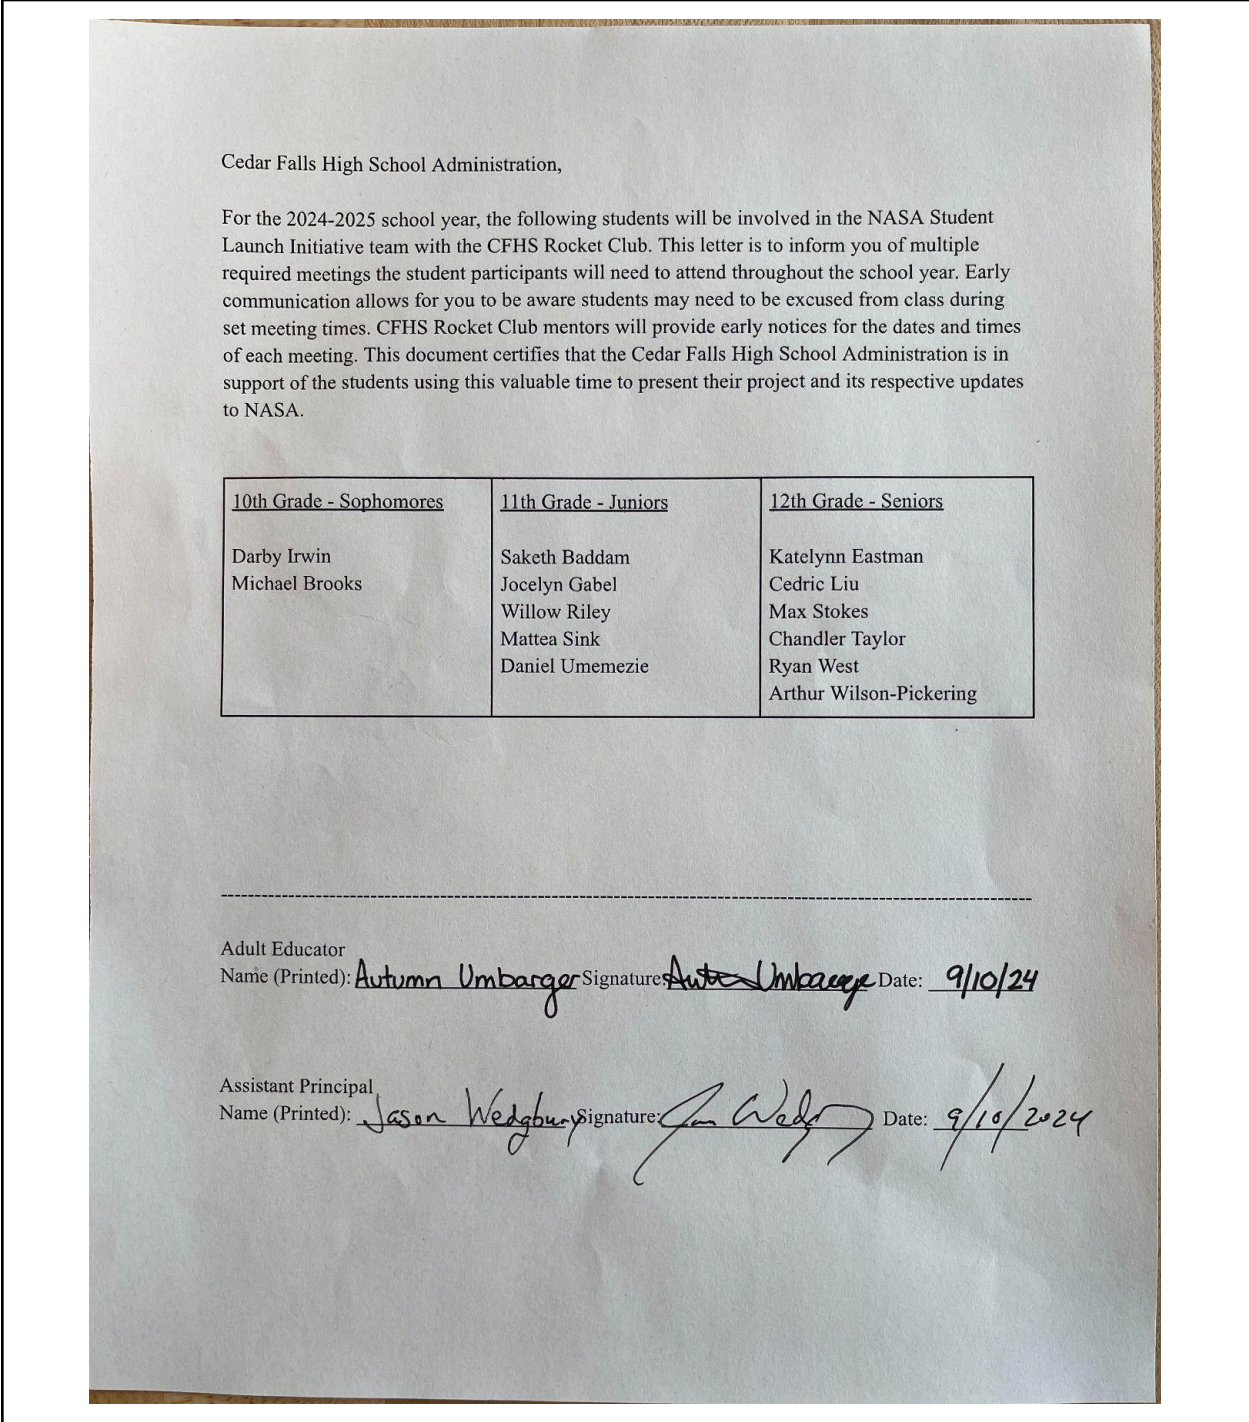 Cedar Falls High School Administration,
For the 2024-2025 school year, the following students will be involved in the NASA Student
Launch Initiative team with the CFHS Rocket Club. This letter is to inform you of multiple
required meetings the student participants will need to attend throughout the school year. Early
communication allows for you to be aware students may need to be excused from class during
set meeting times. CFHS Rocket Club mentors will provide early notices for the dates and times
of each meeting. This document certifies that the Cedar Falls High School Administration is in
support of the students using this valuable time to present their project and its respective updates
to NASA.
10th Grade - Sophomores
Darby Irwin
Michael Brooks
11th Grade - Juniors
Saketh Baddam
Jocelyn Gabel
Willow Riley
Mattea Sink
Daniel Umemezie
12th Grade - Seniors
Katelynn Eastman
Cedric Liu
Max Stokes
Chandler Taylor
Ryan West
Arthur Wilson-Pickering
Adult Educator
Name (Printed): Autumn Umbarger Signature: Umbarger Date: 9/10/24
Assistant Principal
Name (Printed): Jason Wedgbury Signature: Date: 9/10/2024